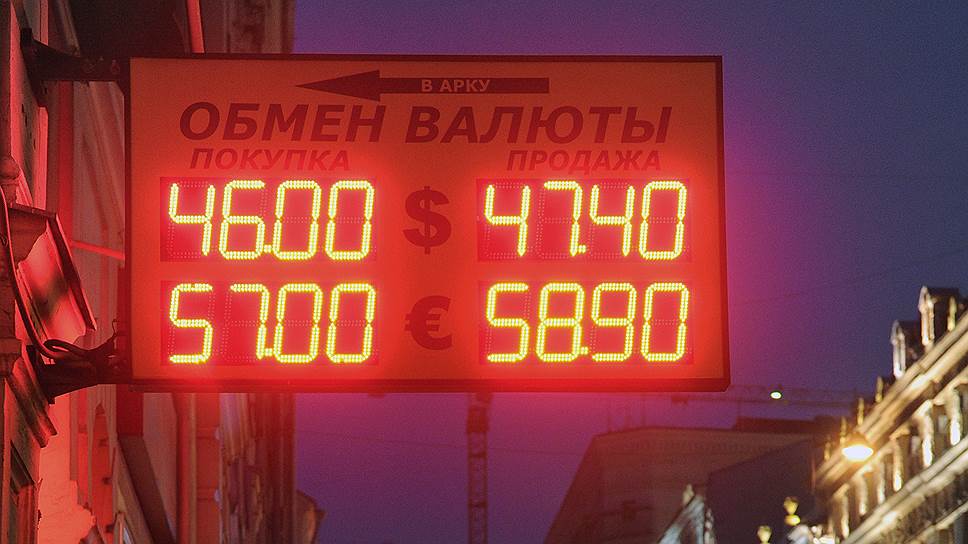 В АРКУ
ОБМЕН ВАЛЮТЫ
ПОКУПКА ПРОДАЖА
46.00 $ 47.40
57.00 € 58.90